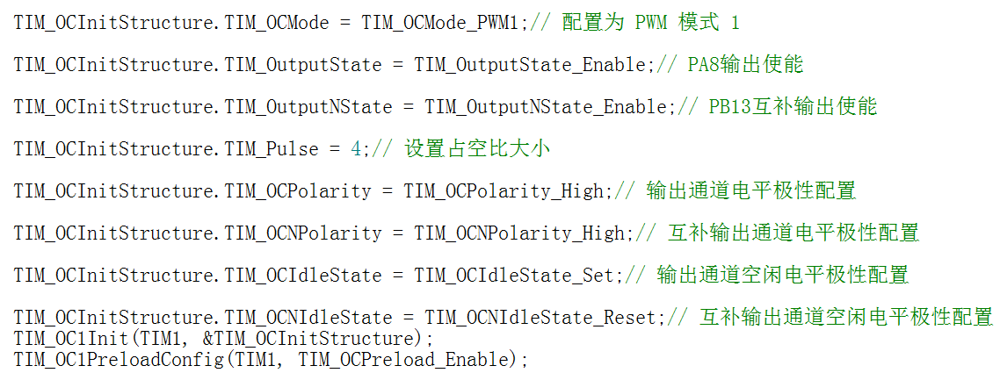 TIM_OCInitStructure.TIM_OCMode = TIM_OCMode_PWM1;// 配置为 PWM 模式 1
TIM_OCInitStructure.TIM_OutputState = TIM_OutputState_Enable;// PA8输出使能
TIM_OCInitStructure.TIM_OutputNState = TIM_OutputNState_Enable;// PB13互补输出使能
TIM_OCInitStructure.TIM_Pulse = 4;// 设置占空比大小
TIM_OCInitStructure.TIM_OCPolarity = TIM_OCPolarity_High;// 输出通道电平极性配置
TIM_OCInitStructure.TIM_OCNPolarity = TIM_OCNPolarity_High;// 互补输出通道电平极性配置
TIM_OCInitStructure.TIM_OCIdleState = TIM_OCIdleState_Set;// 输出通道空闲电平极性配置
TIM_OCInitStructure.TIM_OCNIdleState = TIM_OCNIdleState_Reset;// 互补输出通道空闲电平极性配置
TIM_OC1Init(TIM1, &TIM_OCInitStructure);
TIM_OC1PreloadConfig(TIM1, TIM_OCPreload_Enable);